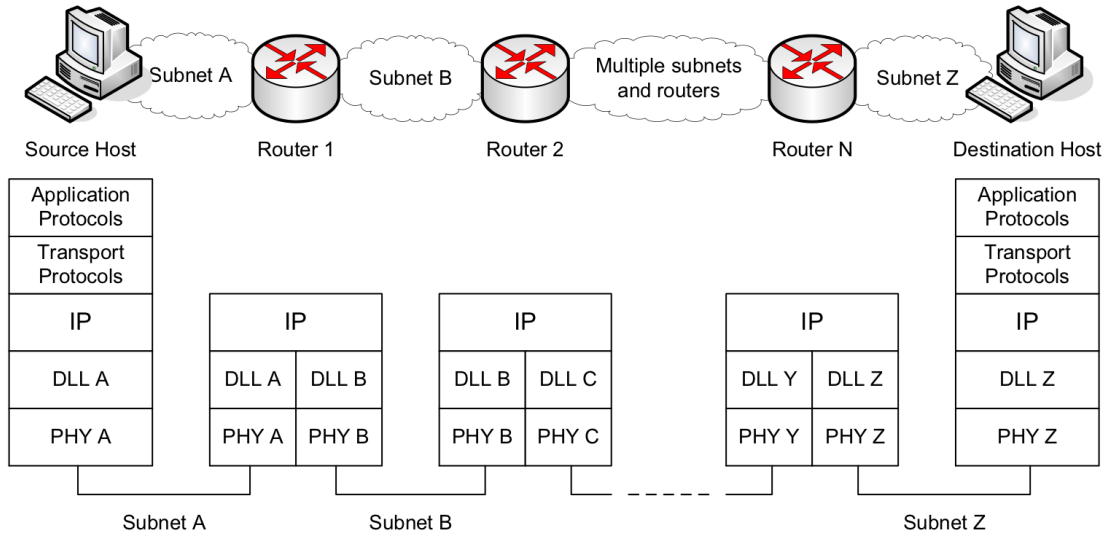 Subnet A
Subnet B
Multiple subnets
and routers
Subnet Z
Source Host
Router 1
Router 2
Router N
Destination Host
Application
Protocols
Application
Protocols
Transport
Protocols
Transport
Protocols
IP
IP
IP
IP
IP
DLL A
DLL A
DLL B
DLL B
DLL C
DLL Y
DLL Z
DLL Z
PHY A
PHY A
PHY B
PHY B
PHY C
PHY Y
PHY Z
PHY Z
Subnet A
Subnet B
Subnet Z